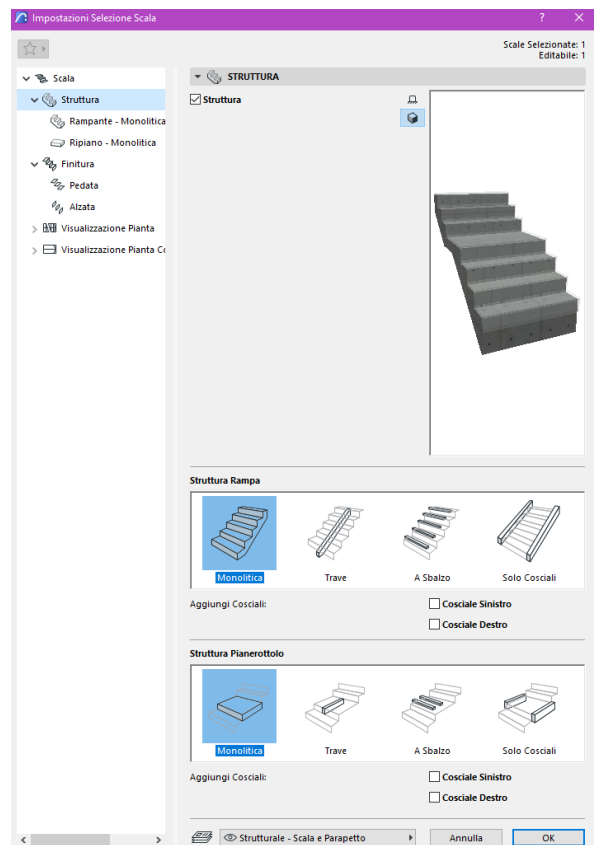 Impostazioni Selezione Scala
? ×
Scale Selezionate: 1
Editabile: 1
Scala
Struttura
Rampante - Monolitica
Ripiano - Monolitica
Finitura
Pedata
Alzata
Visualizzazione Pianta
Visualizzazione Pianta Co
STRUTTURA
Struttura
Struttura Rampa
Monolitica Trave A Sbalzo Solo Cosciali
Aggiungi Cosciali: Cosciale Sinistro
Cosciale Destro
Struttura Pianerottolo
Monolitica Trave A Sbalzo Solo Cosciali
Aggiungi Cosciali: Cosciale Sinistro
Cosciale Destro
Strutturale - Scala e Parapetto Annulla OK